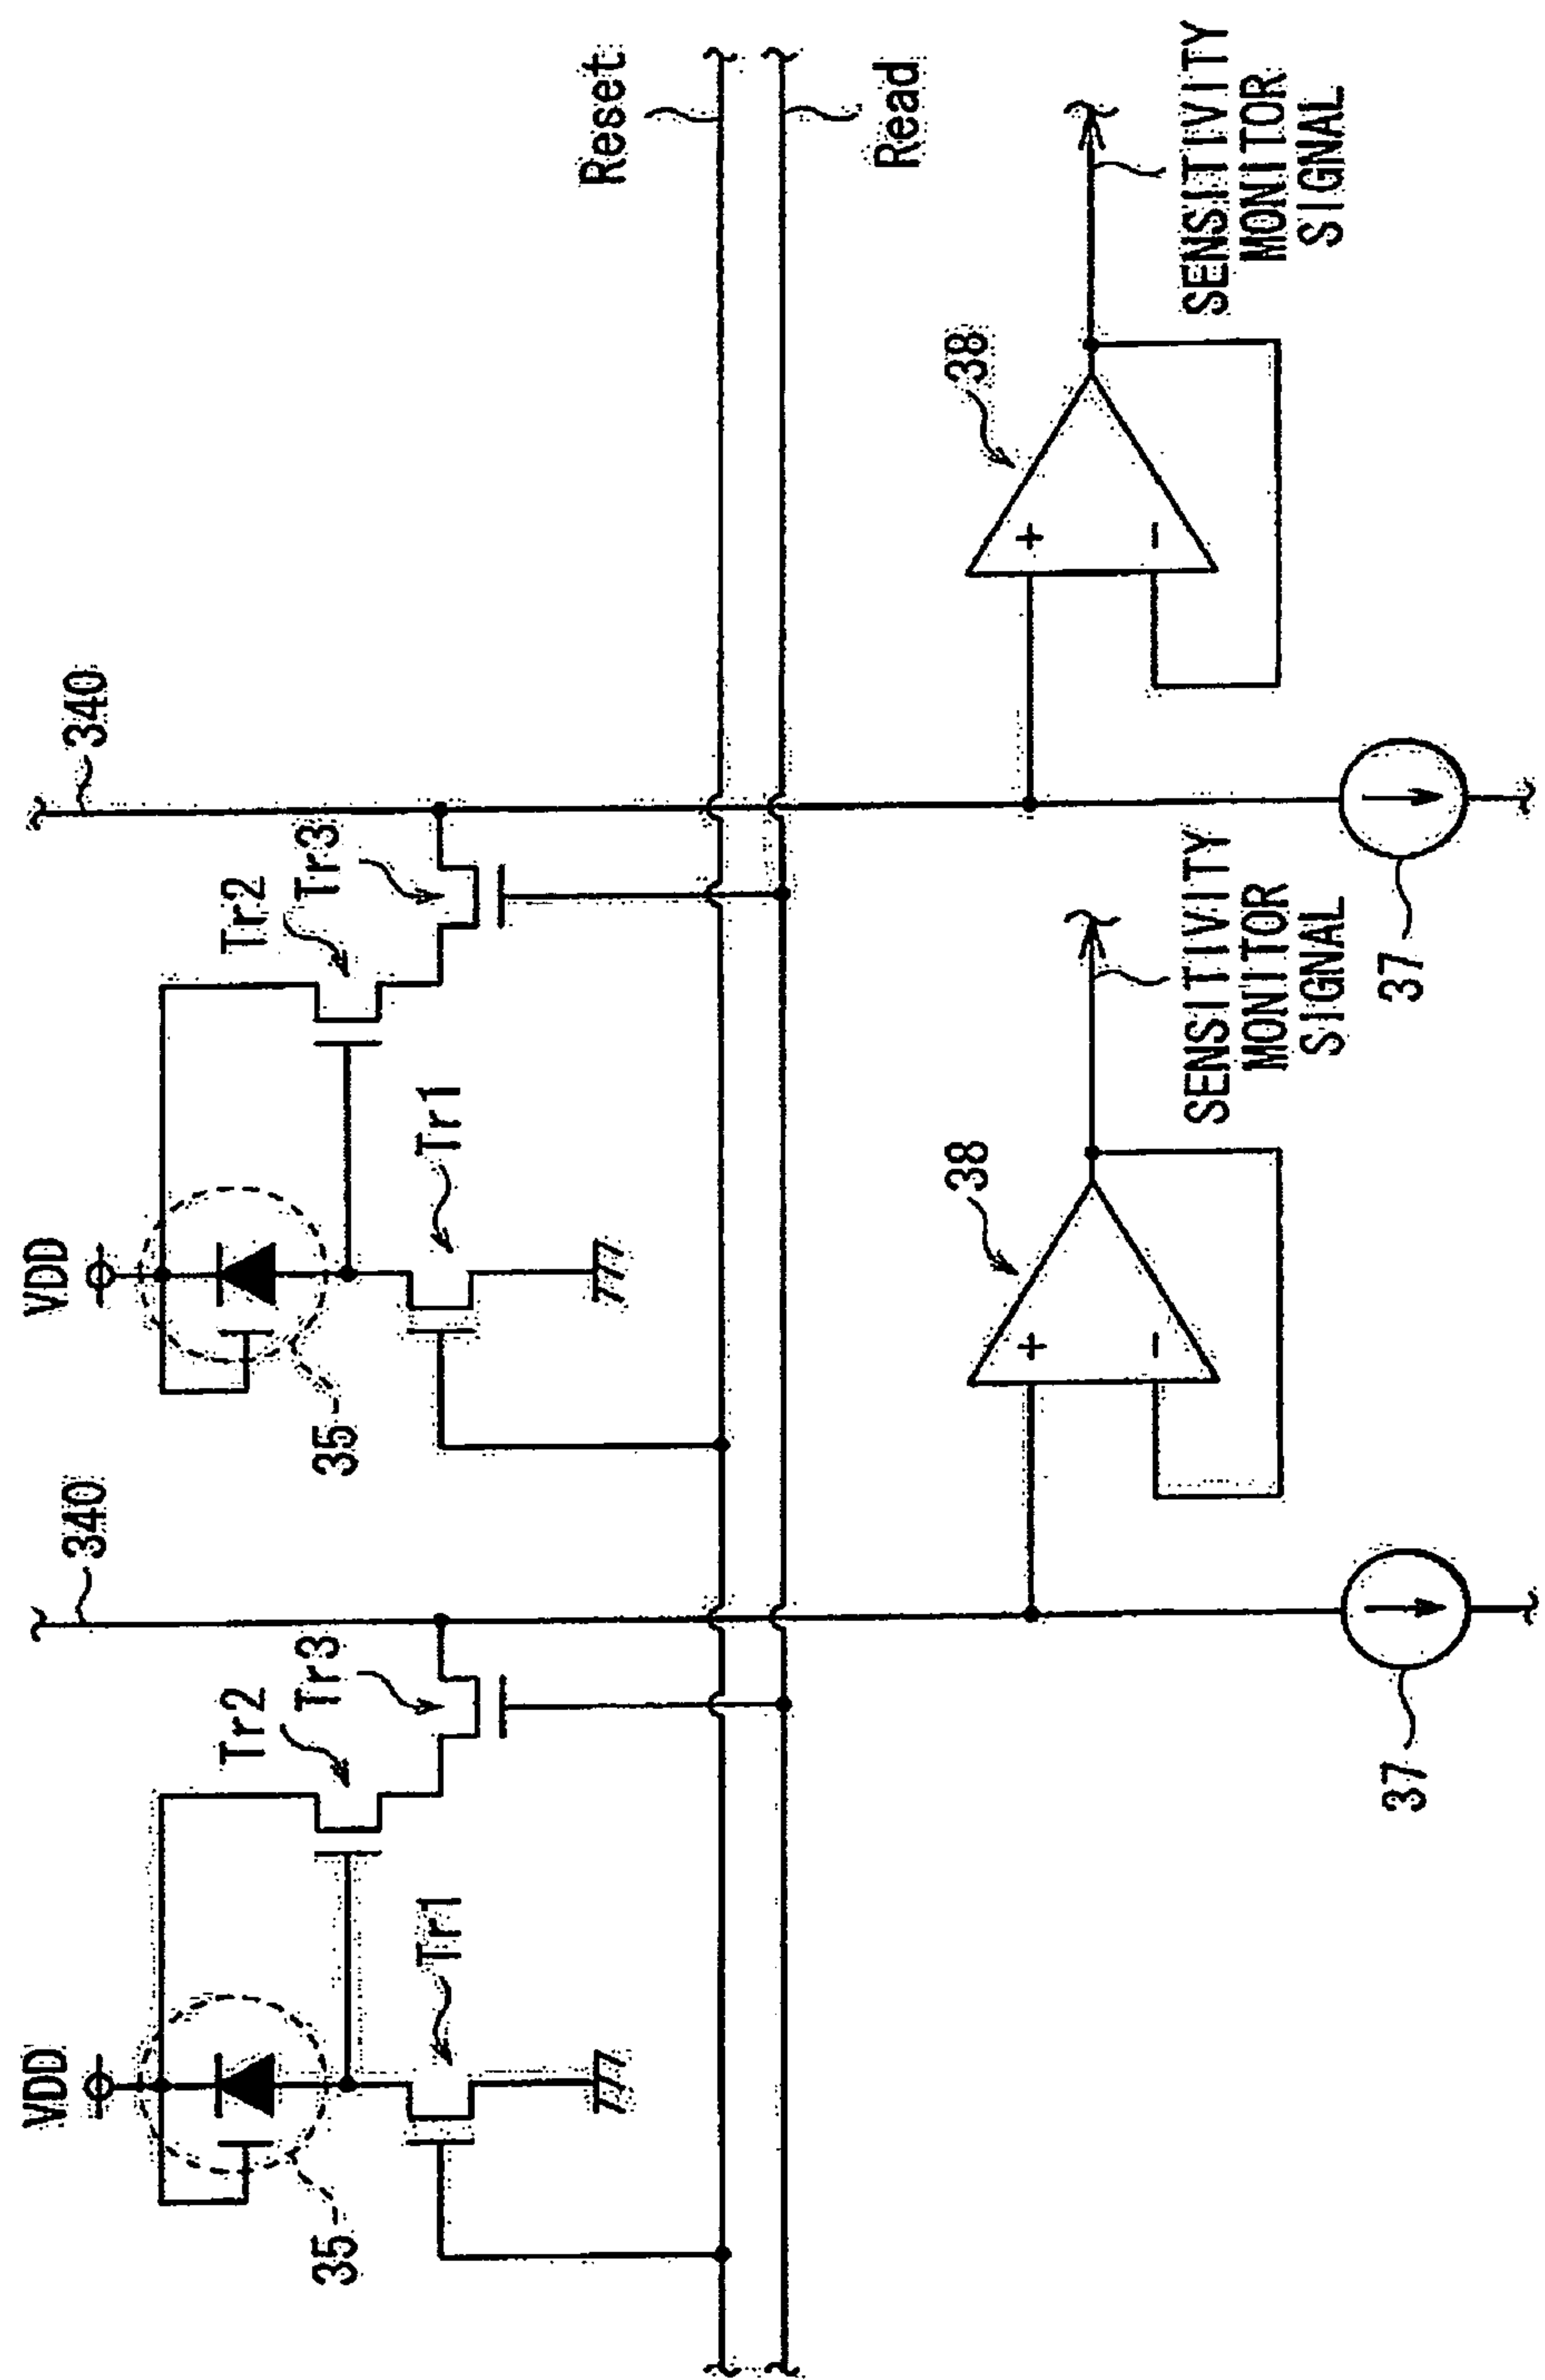 VDD
340
VDD
340
Tr2
Tr3
Tr2
Tr3
35
Tr1
35
Tr1
Reset
Read
38
38
SENSITIVITY
MONITOR
SIGNAL
SENSITIVITY
MONITOR
SIGNAL
37
37
+
-
+
-